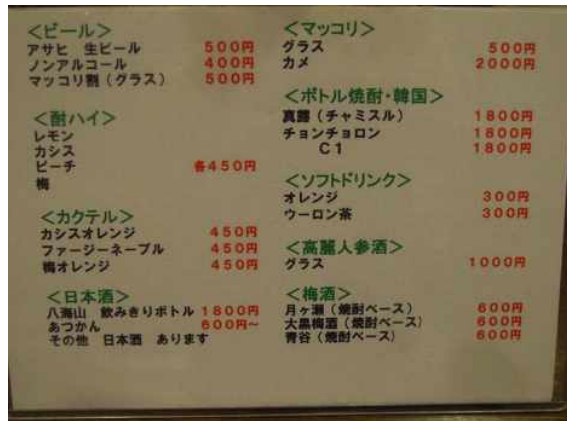 <ビール>
アサヒ 生ビール 500円
ノンアルコール 400円
マッコリ割(グラス) 500円
<酎ハイ>
レモン
カシス
ピーチ 各450円
梅
<カクテル>
カシスオレンジ 450円
ファージーネーブル 450円
梅オレンジ 450円
<日本酒>
八海山 飲みきりボトル 1800円
あつかん 600円~
その他 日本酒 あります
<マッコリ>
グラス 500円
カメ 2000円
<ボトル焼酎・韓国>
真露(チャミスル) 1800円
チョンチョロン 1800円
C1 1800円
<ソフトドリンク>
オレンジ 300円
ウーロン茶 300円
<高麗人参酒>
グラス 1000円
<梅酒>
月ヶ瀬(焼酎ベース) 600円
大黒梅酒(焼酎ベース) 600円
青谷(焼酎ベース) 600円